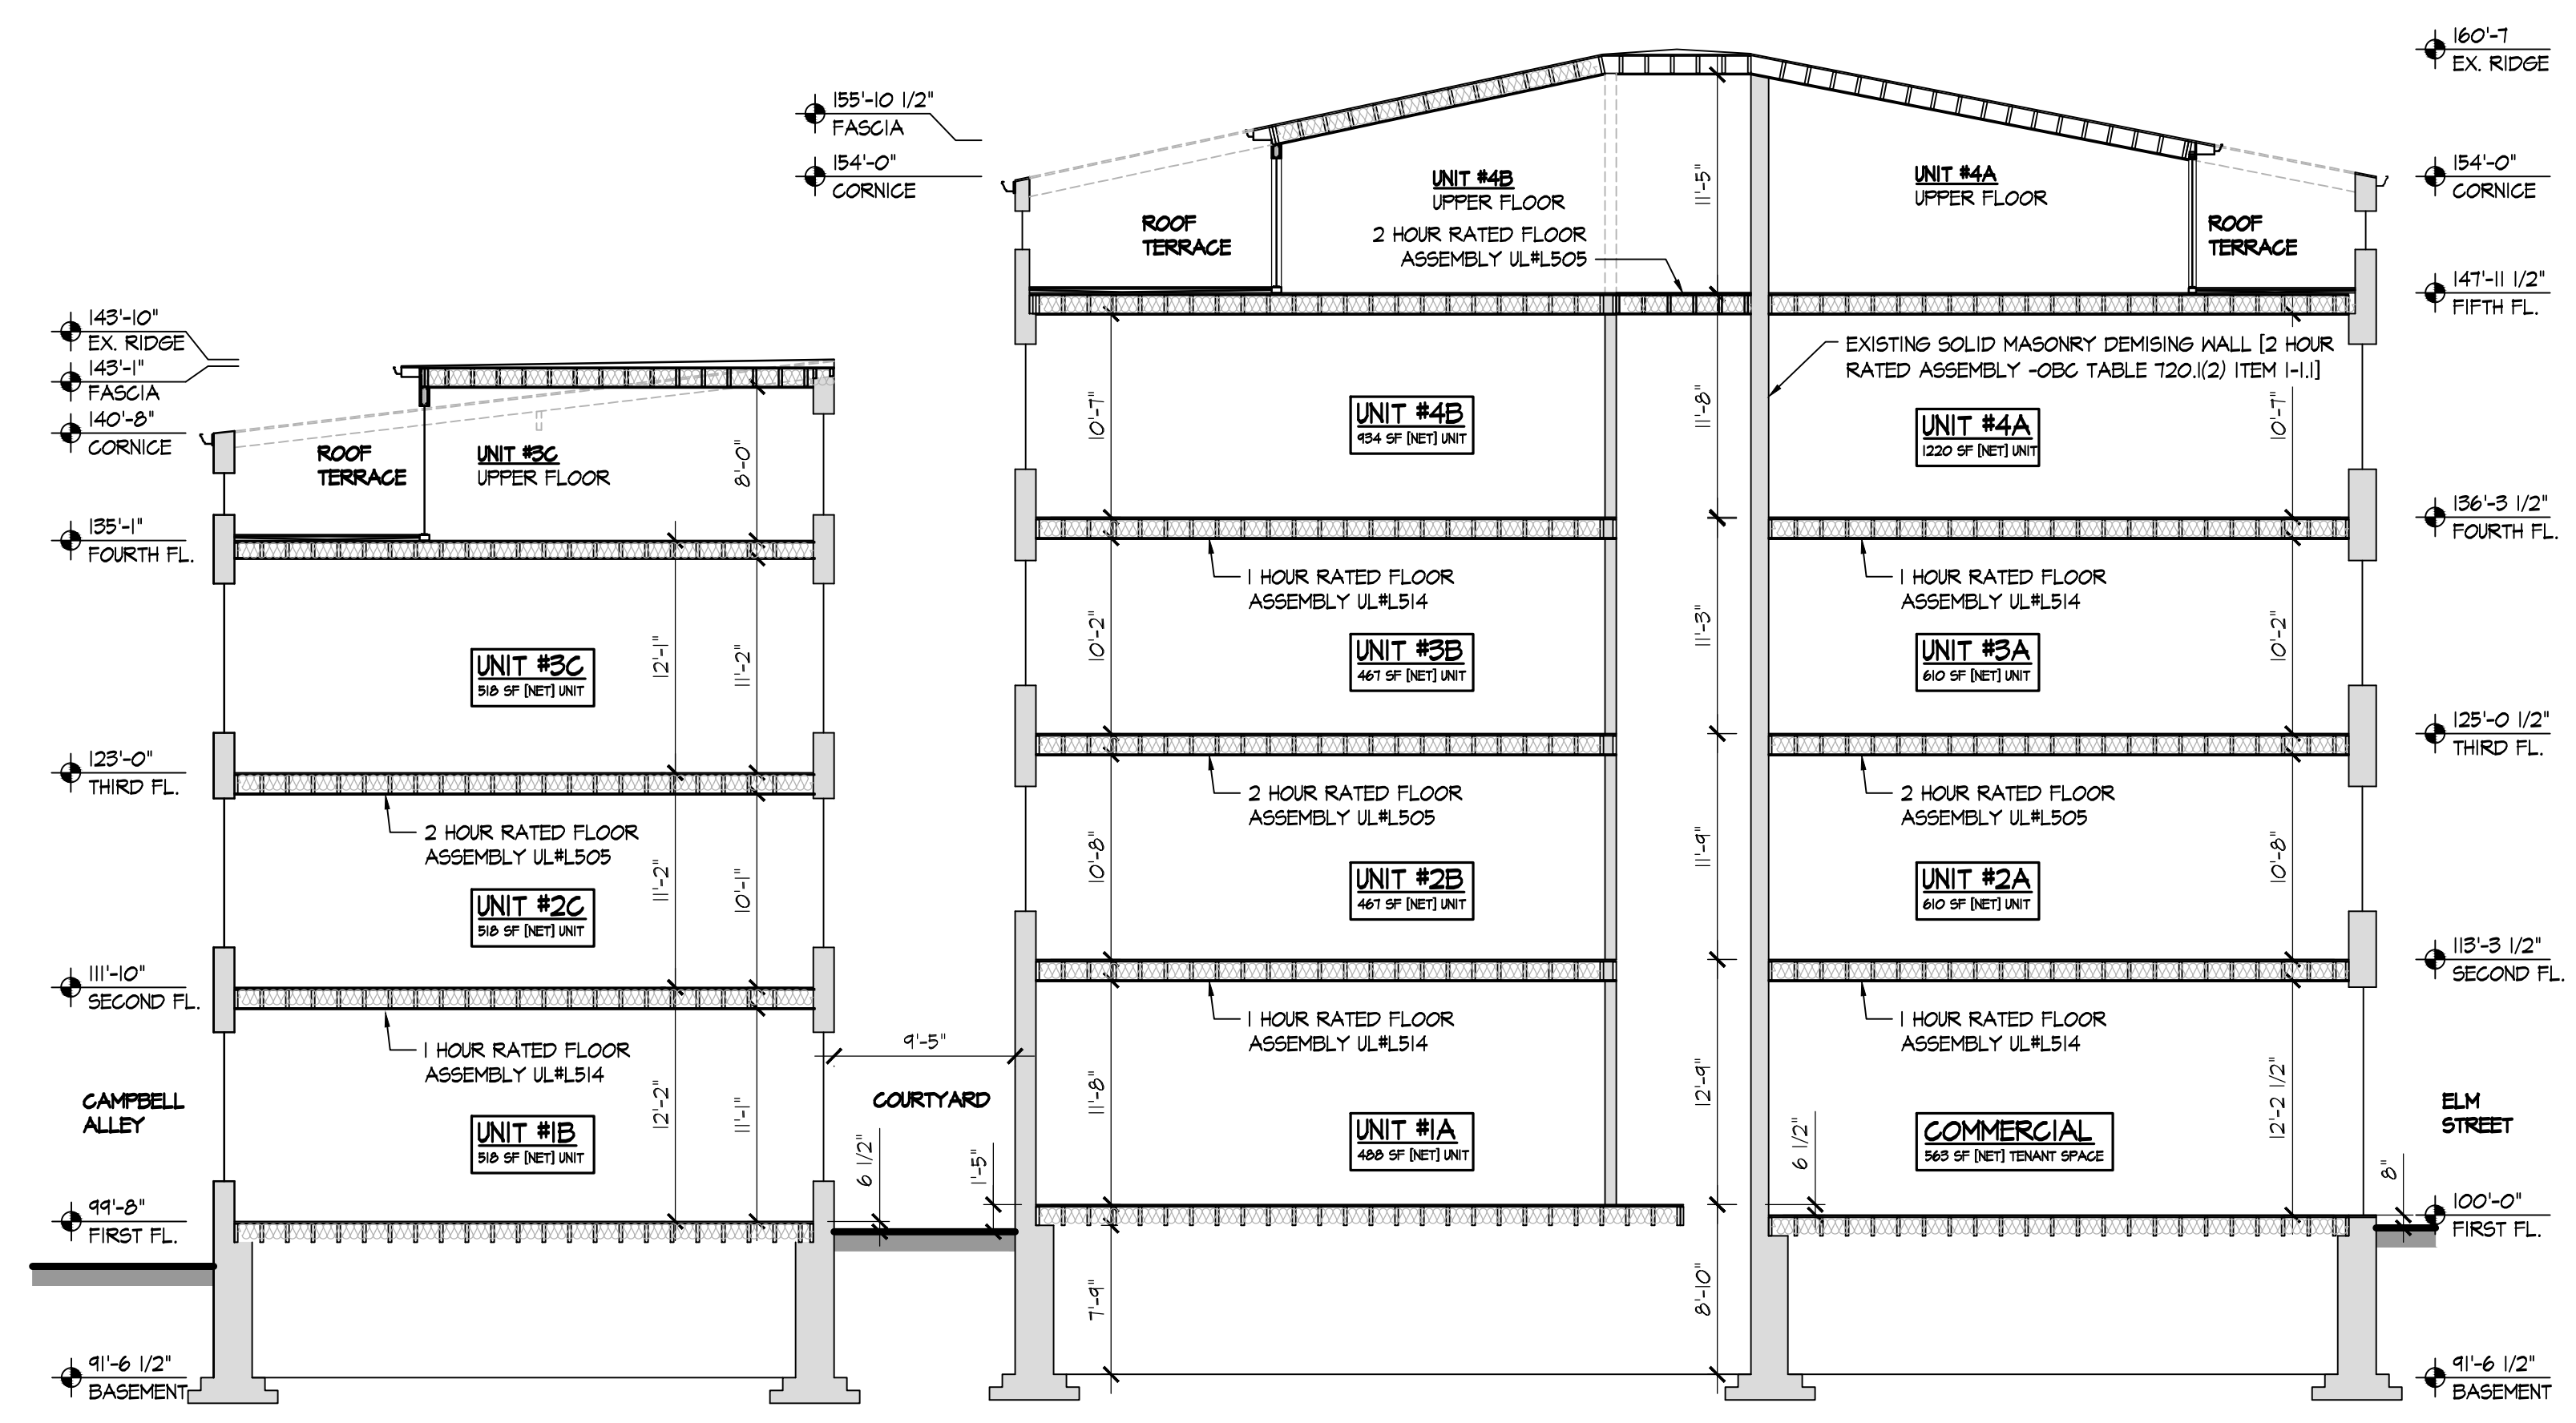 160'-7
EX. RIDGE
155'-10 1/2"
FASCIA
154'-0"
CORNICE
154'-0"
CORNICE
UNIT #4B
UPPER FLOOR
UNIT #4A
UPPER FLOOR
11'-5"
ROOF
TERRACE
ROOF
TERRACE
2 HOUR RATED FLOOR
ASSEMBLY UL#L505
147'-11 1/2"
FIFTH FL.
143'-10"
EX. RIDGE
143'-1"
FASCIA
140'-8"
CORNICE
EXISTING SOLID MASONRY DEMISING WALL [2 HOUR
RATED ASSEMBLY -OBC TABLE 720.1(2) ITEM 1-1.1]
10'-7"
UNIT #4B
934 SF [NET] UNIT
11'-8"
UNIT #4A
1220 SF [NET] UNIT
10'-7"
ROOF
TERRACE
UNIT #3C
UPPER FLOOR
8'-0"
135'-1"
FOURTH FL.
136'-3 1/2"
FOURTH FL.
1 HOUR RATED FLOOR
ASSEMBLY UL#L514
1 HOUR RATED FLOOR
ASSEMBLY UL#L514
UNIT #3C
518 SF [NET] UNIT
12'-1"
11'-2"
10'-2"
UNIT #3B
467 SF [NET] UNIT
11'-3"
UNIT #3A
610 SF [NET] UNIT
10'-2"
123'-0"
THIRD FL.
125'-0 1/2"
THIRD FL.
2 HOUR RATED FLOOR
ASSEMBLY UL#L505
2 HOUR RATED FLOOR
ASSEMBLY UL#L505
2 HOUR RATED FLOOR
ASSEMBLY UL#L505
UNIT #2C
518 SF [NET] UNIT
11'-2"
10'-1"
10'-8"
UNIT #2B
467 SF [NET] UNIT
11'-9"
UNIT #2A
610 SF [NET] UNIT
10'-8"
111'-10"
SECOND FL.
113'-3 1/2"
SECOND FL.
1 HOUR RATED FLOOR
ASSEMBLY UL#L514
1 HOUR RATED FLOOR
ASSEMBLY UL#L514
1 HOUR RATED FLOOR
ASSEMBLY UL#L514
9'-5"
CAMPBELL
ALLEY
UNIT #1B
518 SF [NET] UNIT
12'-2"
11'-1"
COURTYARD
6 1/2"
1'-5"
11'-8"
UNIT #1A
488 SF [NET] UNIT
12'-9"
6 1/2"
COMMERCIAL
563 SF [NET] TENANT SPACE
12'-2 1/2"
8"
ELM
STREET
99'-8"
FIRST FL.
100'-0"
FIRST FL.
7'-9"
8'-10"
91'-6 1/2"
BASEMENT
91'-6 1/2"
BASEMENT